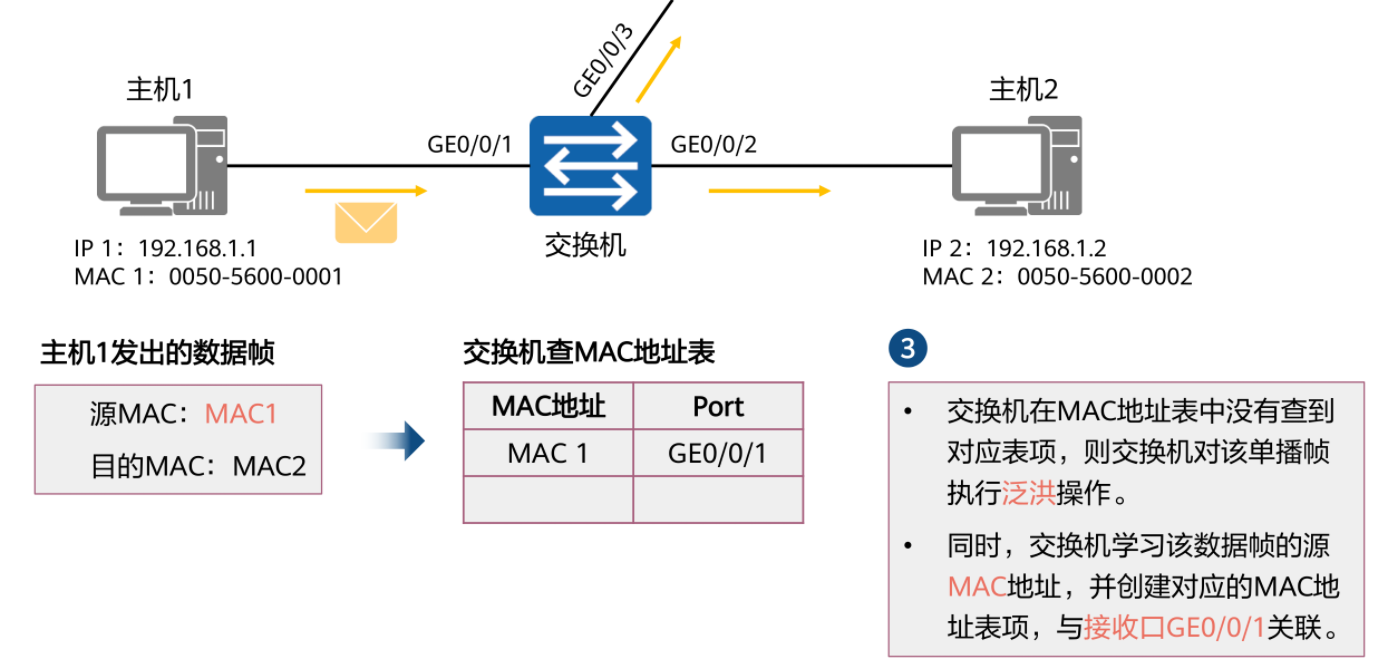 GE0/0/3
主机1
主机2
GE0/0/1
GE0/0/2
交换机
IP 1：192.168.1.1
MAC 1：0050-5600-0001
IP 2：192.168.1.2
MAC 2：0050-5600-0002
主机1发出的数据帧
源MAC：MAC1
目的MAC：MAC2
交换机查MAC地址表
MAC地址 Port
MAC 1 GE0/0/1
3
• 交换机在MAC地址表中没有查到
对应表项，则交换机对该单播帧
执行泛洪操作。
• 同时，交换机学习该数据帧的源
MAC地址，并创建对应的MAC地
址表项，与接收口GE0/0/1关联。